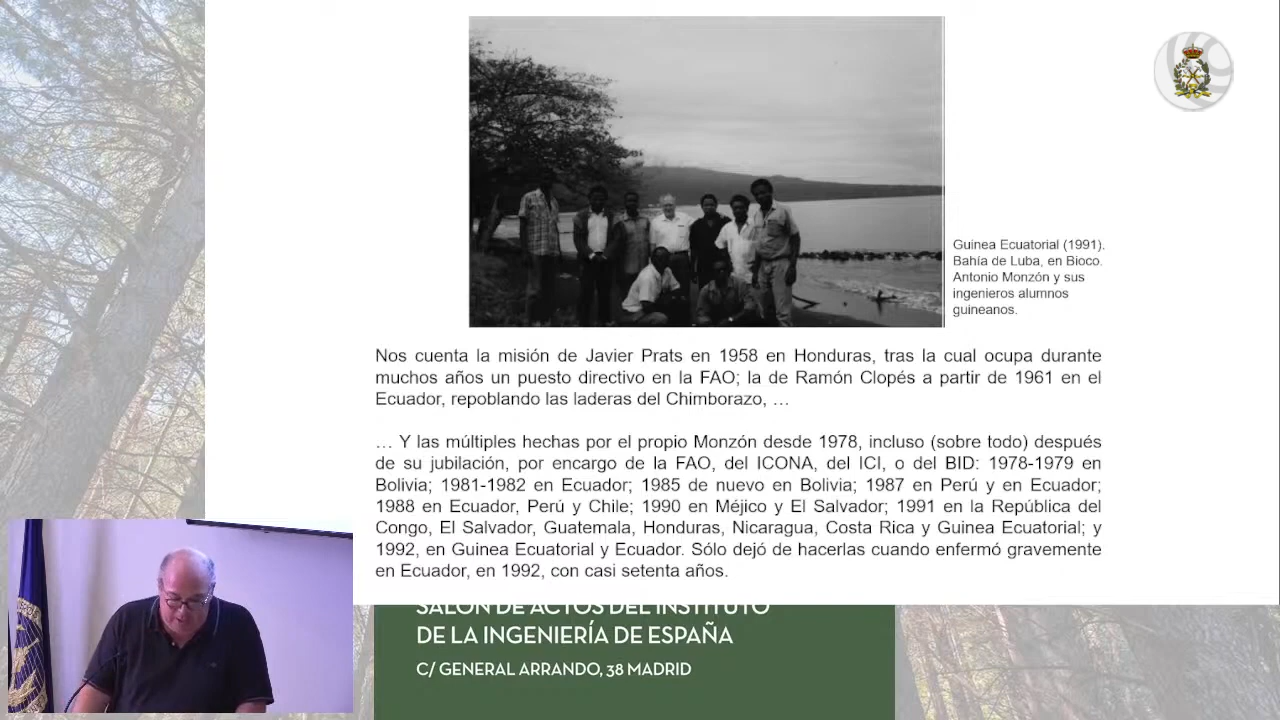 Guinea Ecuatorial (1991).
Bahía de Luba, en Bioco.
Antonio Monzón y sus
ingenieros alumnos
guineanos.
Nos cuenta la misión de Javier Prats en 1958 en Honduras, tras la cual ocupa durante
muchos años un puesto directivo en la FAO; la de Ramón Clopés a partir de 1961 en el
Ecuador, repoblando las laderas del Chimborazo, …
… Y las múltiples hechas por el propio Monzón desde 1978, incluso (sobre todo) después
de su jubilación, por encargo de la FAO, del ICONA, del ICI, o del BID: 1978-1979 en
Bolivia; 1981-1982 en Ecuador; 1985 de nuevo en Bolivia; 1987 en Perú y en Ecuador;
1988 en Ecuador, Perú y Chile; 1990 en Méjico y El Salvador; 1991 en la República del
Congo, El Salvador, Guatemala, Honduras, Nicaragua, Costa Rica y Guinea Ecuatorial; y
1992, en Guinea Ecuatorial y Ecuador. Sólo dejó de hacerlas cuando enfermó gravemente
en Ecuador, en 1992, con casi setenta años.
SALÓN DE ACTOS DEL INSTITUTO
DE LA INGENIERÍA DE ESPAÑA
C/ GENERAL ARRANDO, 38 MADRID